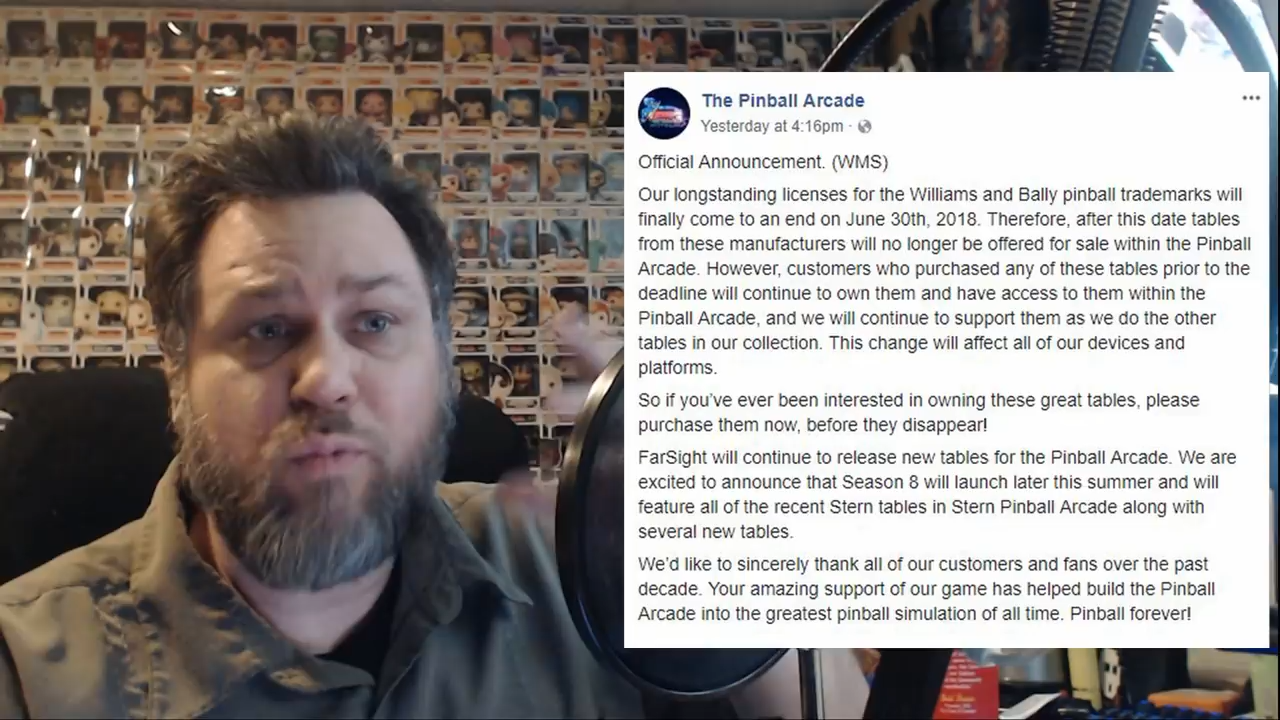 The Pinball Arcade
Yesterday at 4:16pm ·
Official Announcement. (WMS)
Our longstanding licenses for the Williams and Bally pinball trademarks will
finally come to an end on June 30th, 2018. Therefore, after this date tables
from these manufacturers will no longer be offered for sale within the Pinball
Arcade. However, customers who purchased any of these tables prior to the
deadline will continue to own them and have access to them within the
Pinball Arcade, and we will continue to support them as we do the other
tables in our collection. This change will affect all of our devices and
platforms.
So if you've ever been interested in owning these great tables, please
purchase them now, before they disappear!
FarSight will continue to release new tables for the Pinball Arcade. We are
excited to announce that Season 8 will launch later this summer and will
feature all of the recent Stern tables in Stern Pinball Arcade along with
several new tables.
We'd like to sincerely thank all of our customers and fans over the past
decade. Your amazing support of our game has helped build the Pinball
Arcade into the greatest pinball simulation of all time. Pinball forever!